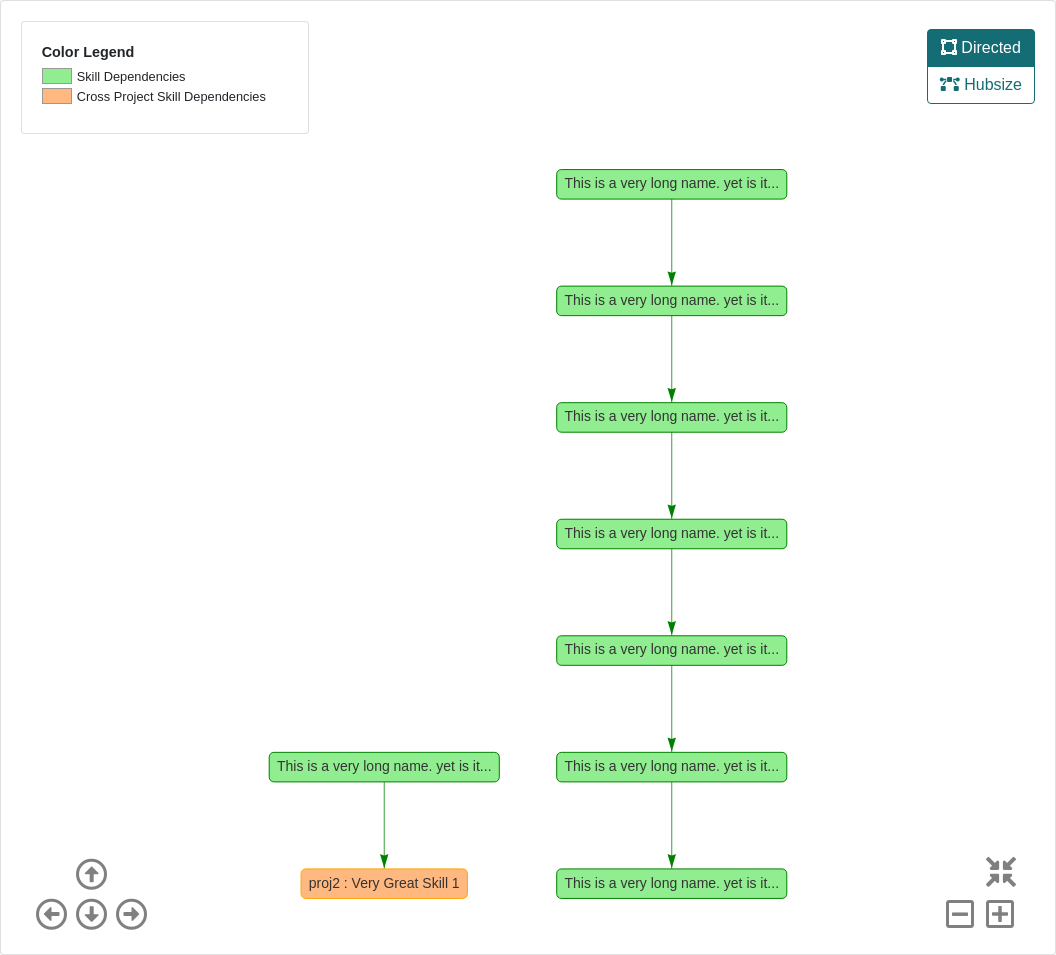 Color Legend
Skill Dependencies
Cross Project Skill Dependencies
Directed
Hubsize
This is a very long name. yet is it...
This is a very long name. yet is it...
This is a very long name. yet is it...
This is a very long name. yet is it...
This is a very long name. yet is it...
This is a very long name. yet is it...
This is a very long name. yet is it...
proj2 : Very Great Skill 1
This is a very long name. yet is it...